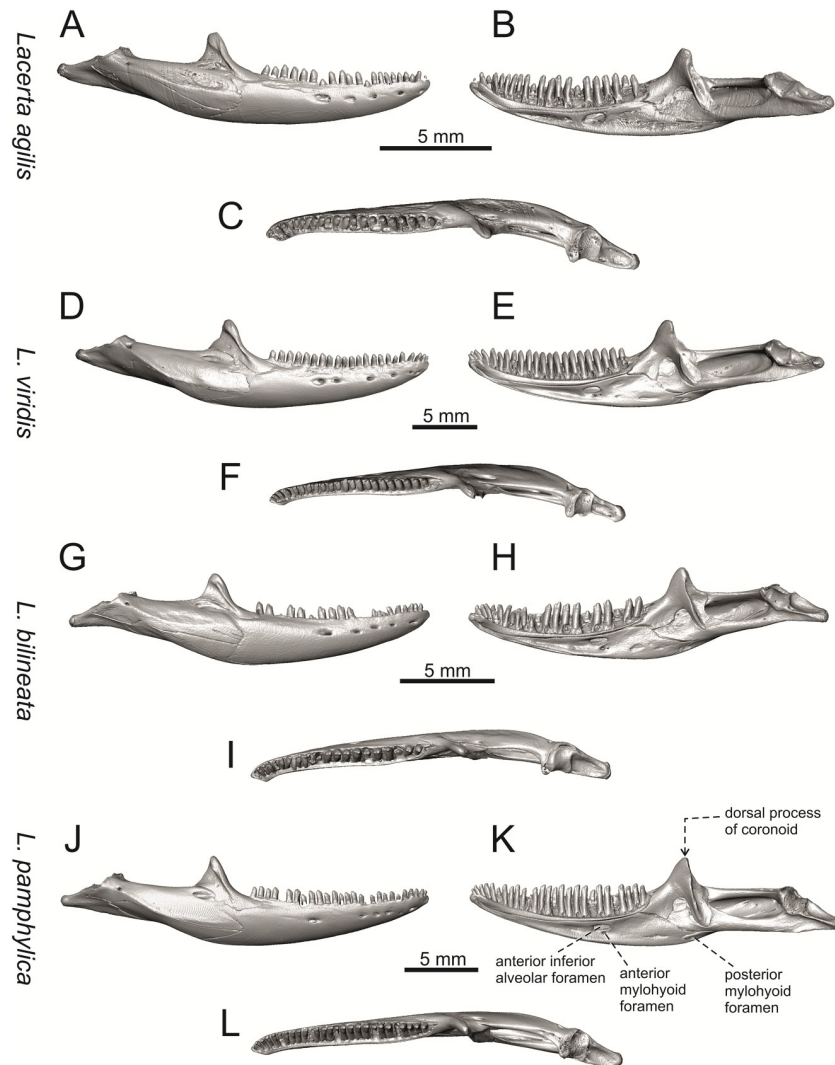 Lacerta agilis
A
B
5 mm
C
L. viridis
D
E
5 mm
F
L. bilineata
G
H
5 mm
I
L. pamphylica
J
K
dorsal process
of coronoid
5 mm
anterior inferior
alveolar foramen
anterior
mylohyoid
foramen
posterior
mylohyoid
foramen
L